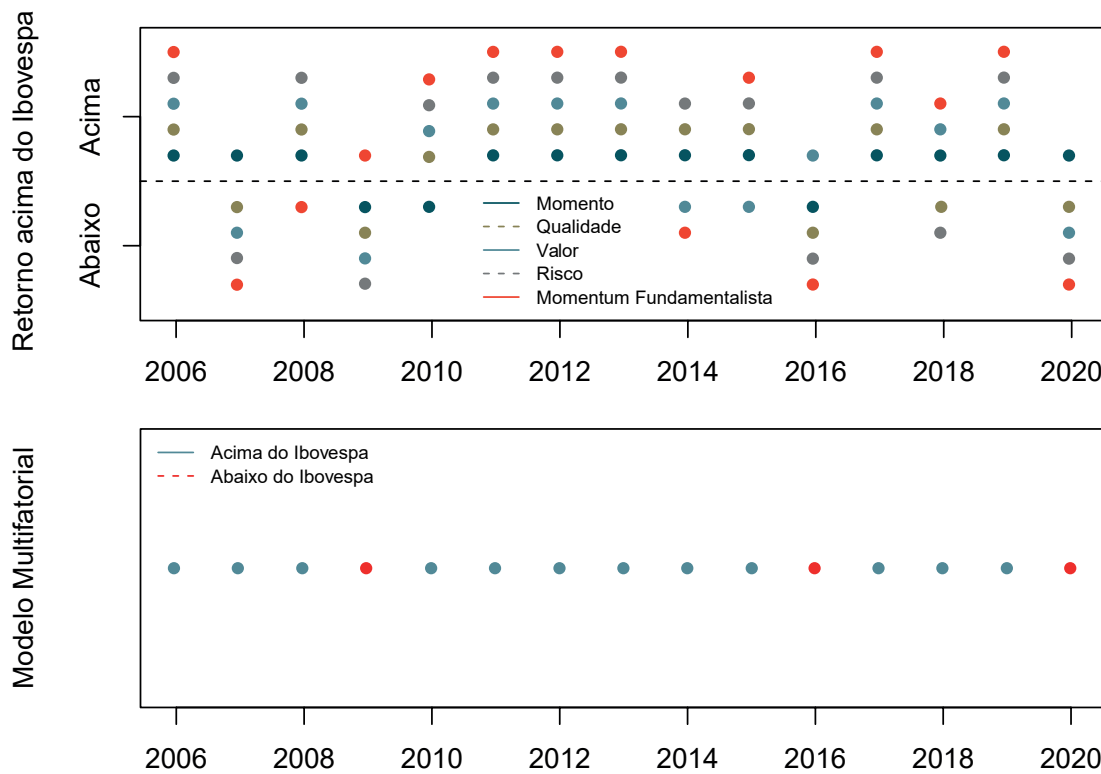 Retorno acima do Ibovespa
Acima
Abaixo
Momento
Qualidade
Valor
Risco
Momentum Fundamentalista
2006 2008 2010 2012 2014 2016 2018 2020
Modelo Multifatorial
Acima do Ibovespa
Abaixo do Ibovespa
2006 2008 2010 2012 2014 2016 2018 2020